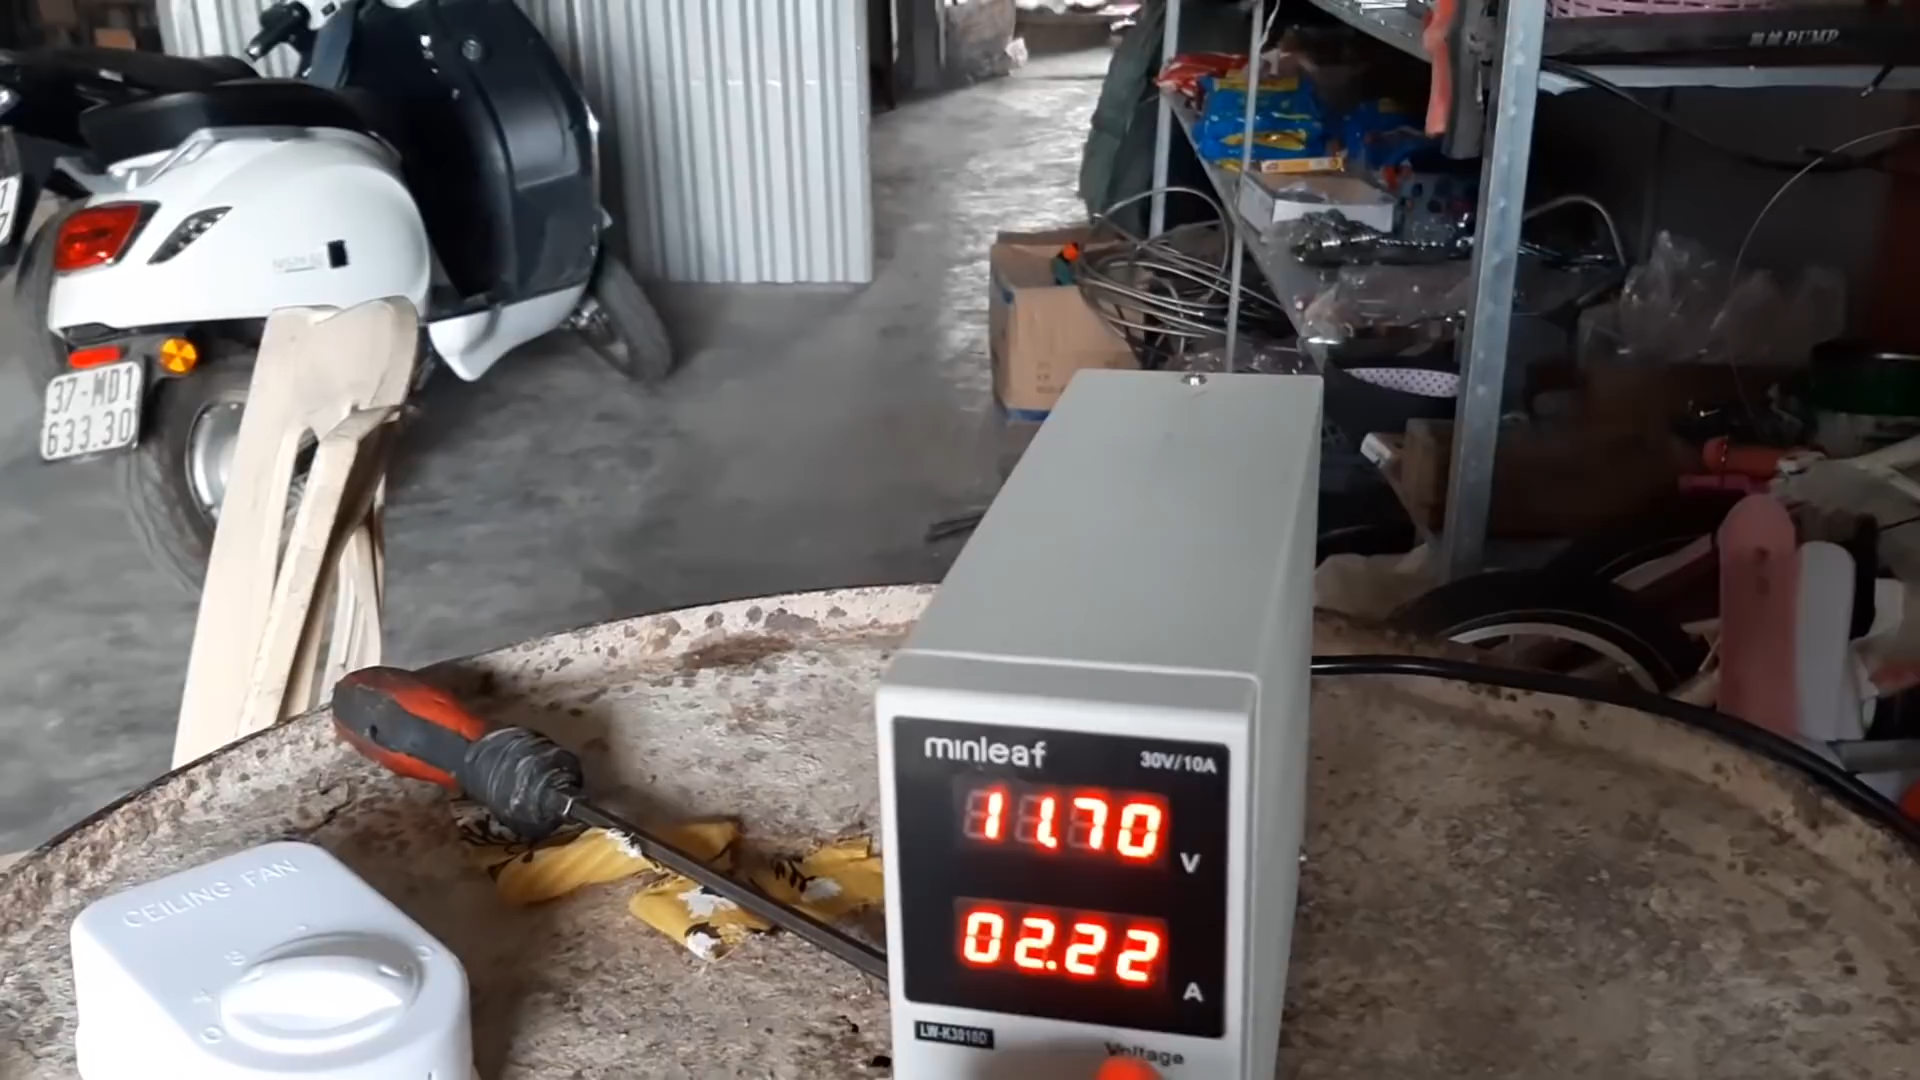 PUMP
37-MD1
633.30
minleaf
30V/10A
11.70
V
02.22
A
LW-K3010D
Voltage
CEILING FAN